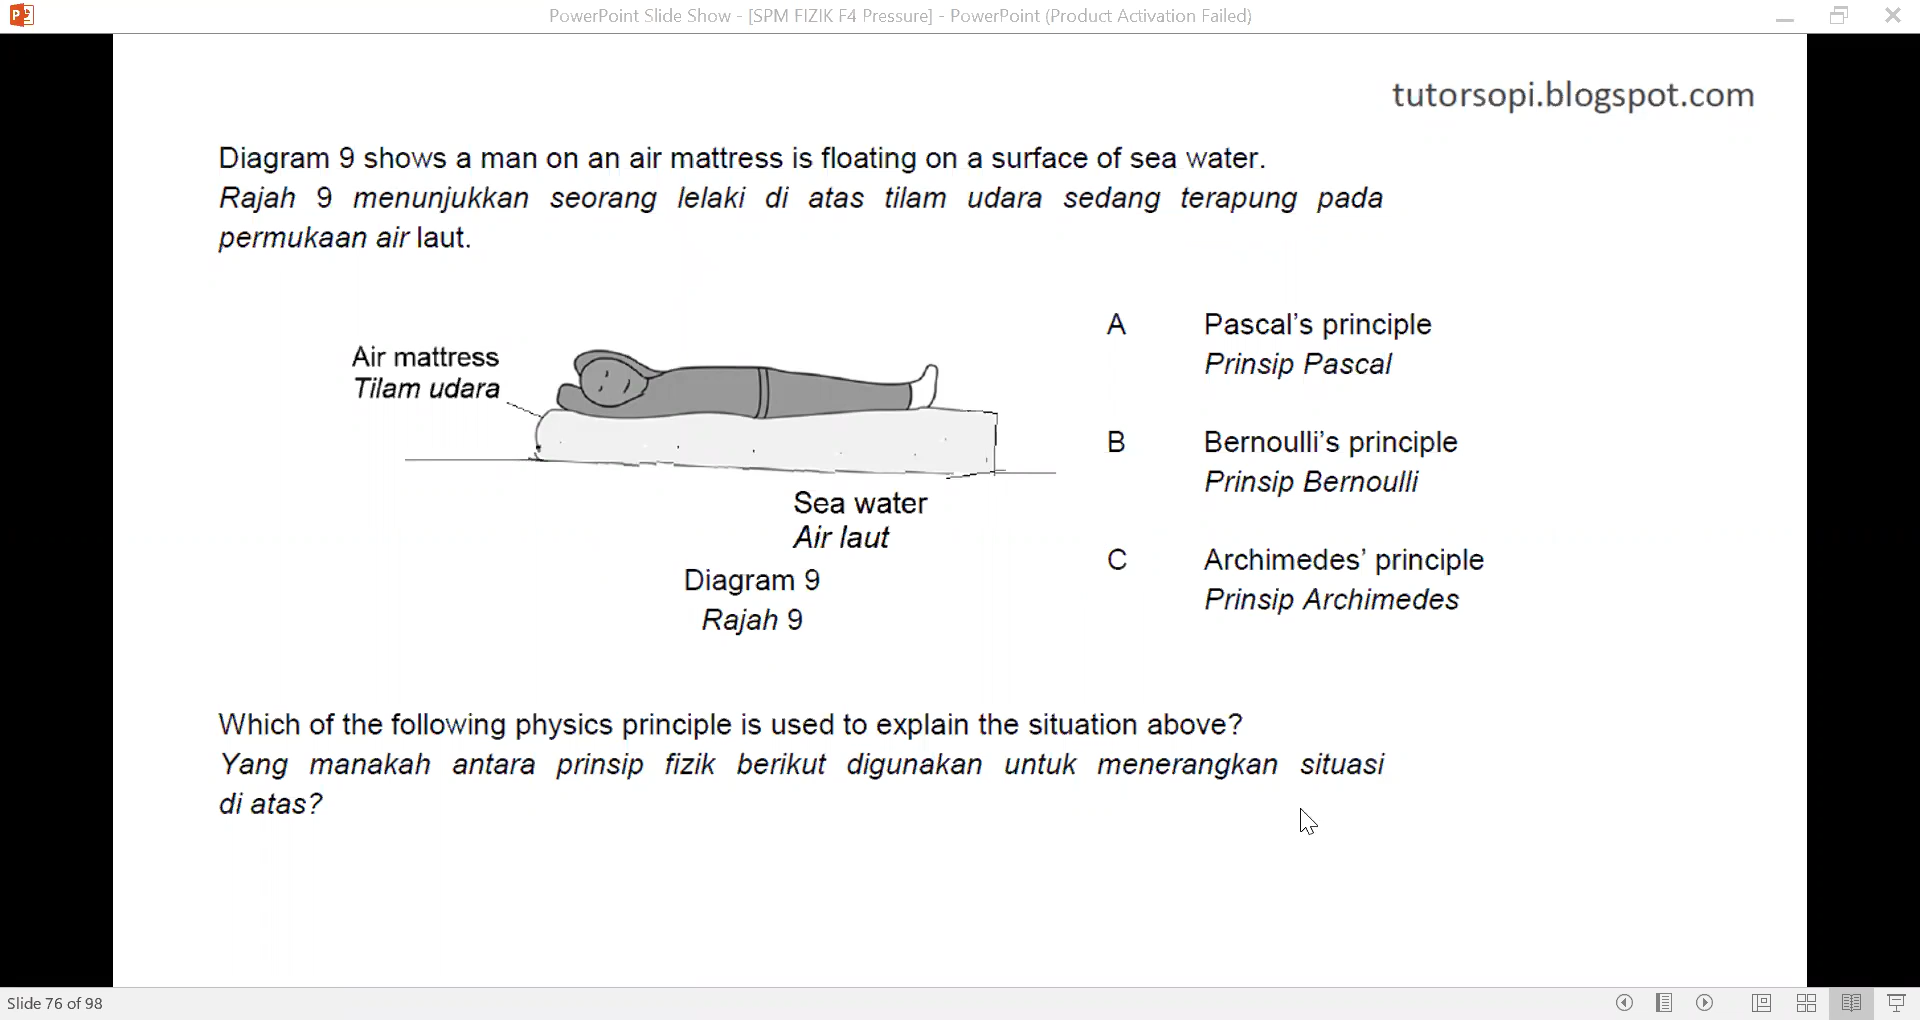 PowerPoint Slide Show - [SPM FIZIK F4 Pressure] - PowerPoint (Product Activation Failed)
tutorsopi.blogspot.com
Diagram 9 shows a man on an air mattress is floating on a surface of sea water.
Rajah 9 menunjukkan seorang lelaki di atas tilam udara sedang terapung pada
permukaan air laut.
Air mattress
Tilam udara
Sea water
Air laut
Diagram 9
Rajah 9
A Pascal’s principle
Prinsip Pascal
B Bernoulli’s principle
Prinsip Bernoulli
C Archimedes’ principle
Prinsip Archimedes
Which of the following physics principle is used to explain the situation above?
Yang manakah antara prinsip fizik berikut digunakan untuk menerangkan situasi
di atas?
Slide 76 of 98